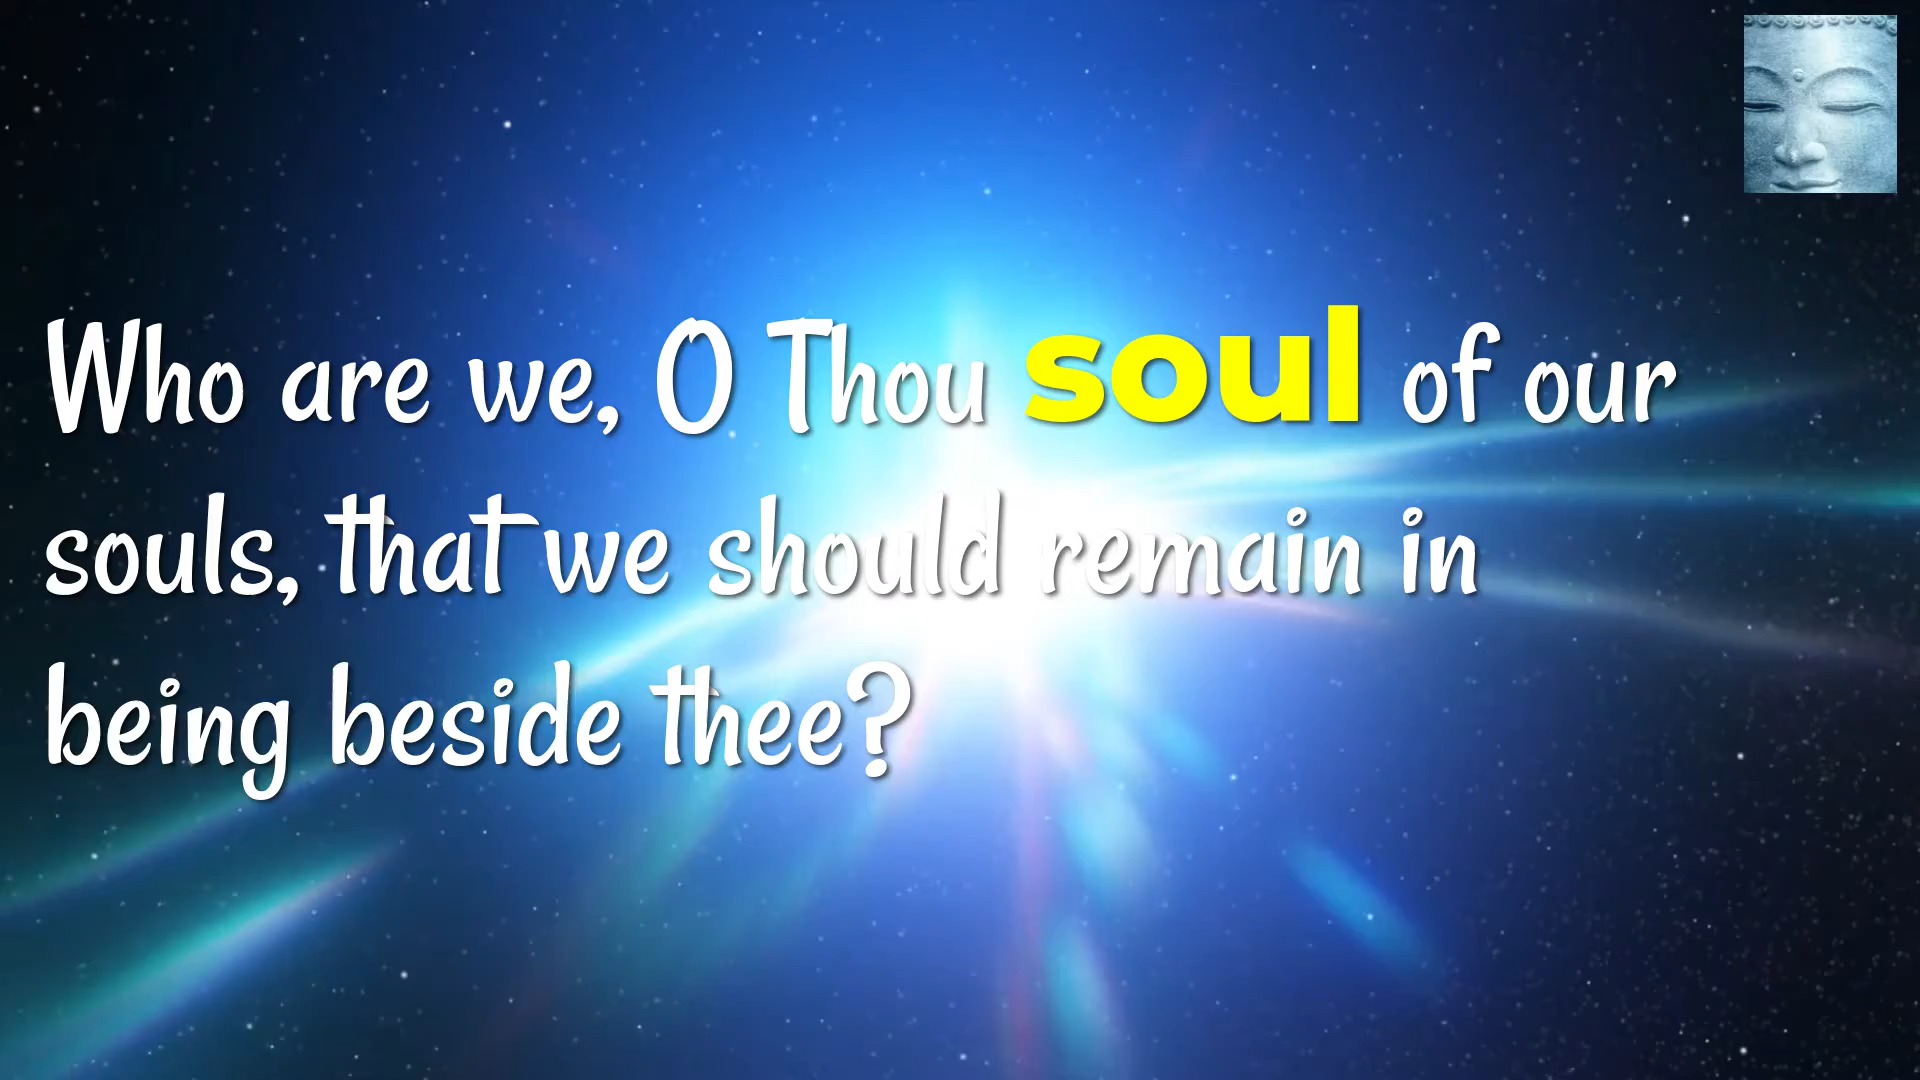 Who are we, O Thou soul of our
souls, that we should remain in
being beside thee?